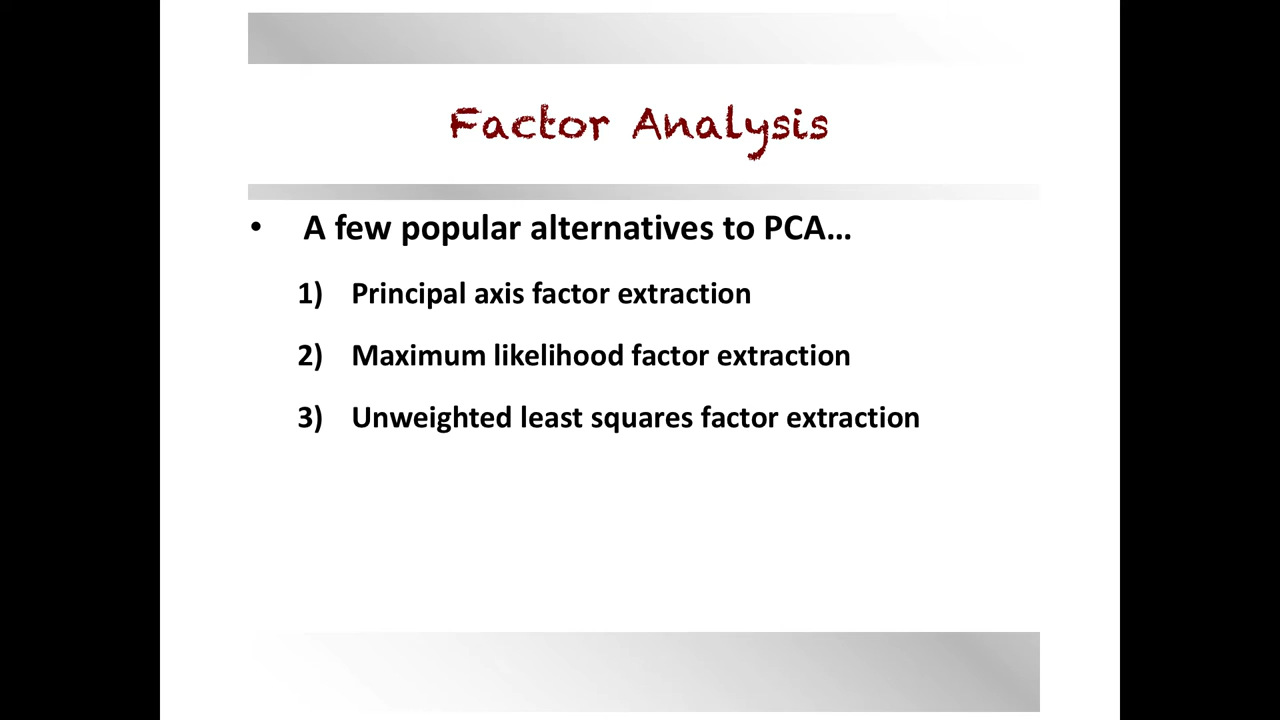 Factor Analysis
• A few popular alternatives to PCA...
1) Principal axis factor extraction
2) Maximum likelihood factor extraction
3) Unweighted least squares factor extraction